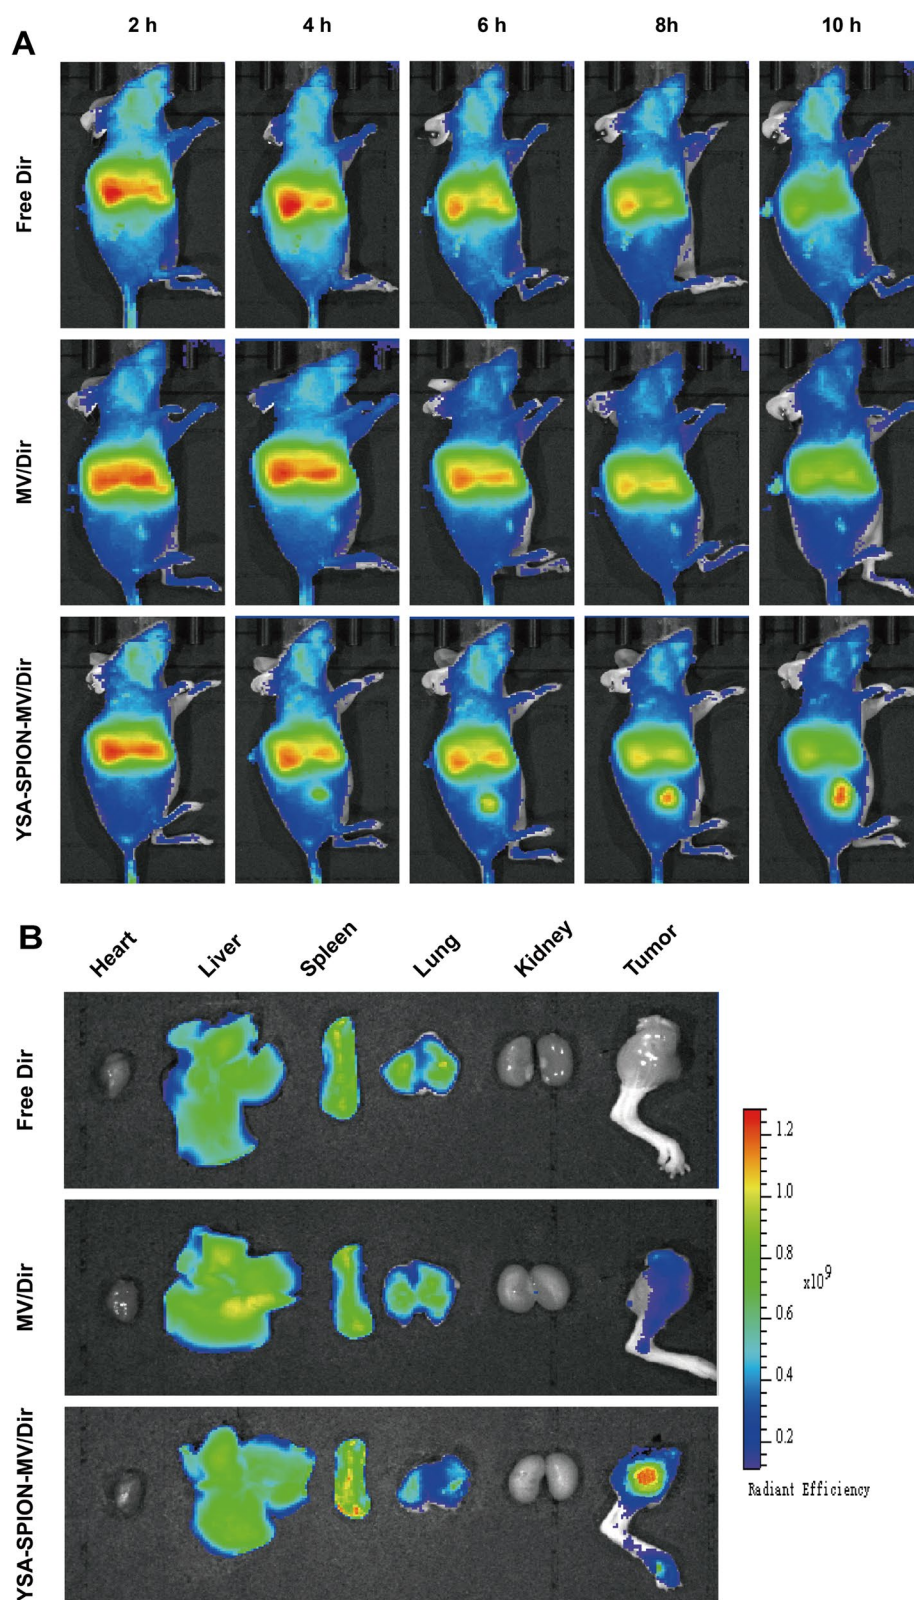 A
2 h
4 h
6 h
8h
10 h
Free Dir
MV/Dir
YSA-SPION-MV/Dir
B
Heart
Liver
Spleen
Lung
Kidney
Tumor
Free Dir
MV/Dir
YSA-SPION-MV/Dir
1.2
1.0
0.8
x10^9
0.6
0.4
0.2
Radiant Efficiency